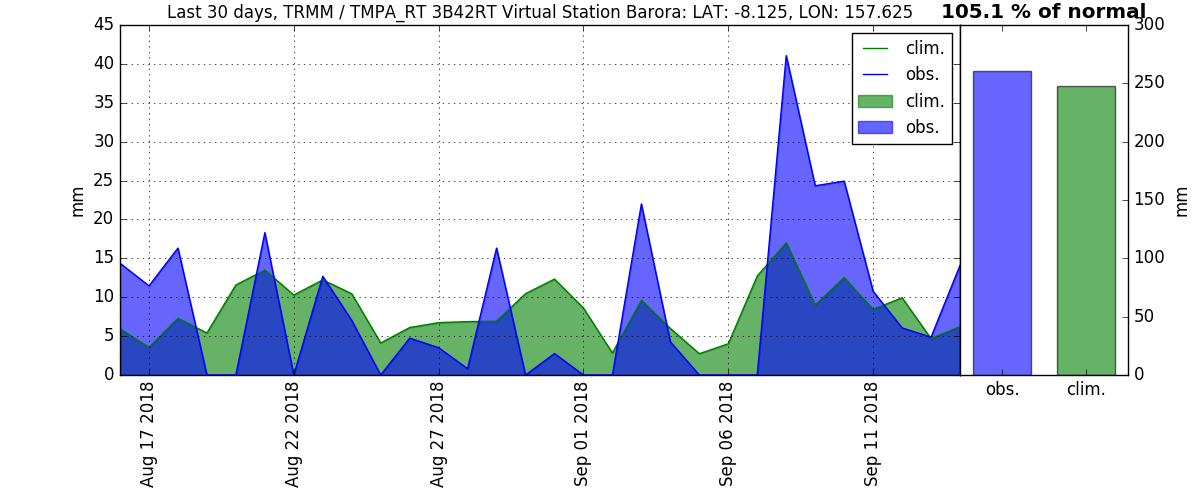 Last 30 days, TRMM / TMPA_RT 3B42RT Virtual Station Barora: LAT: -8.125, LON: 157.625
105.1 % of normal
45
40
35
30
25
20
15
10
5
0
mm
clim.
obs.
clim.
obs.
Aug 17 2018
Aug 22 2018
Aug 27 2018
Sep 01 2018
Sep 06 2018
Sep 11 2018
300
250
200
150
100
50
0
mm
obs.
clim.